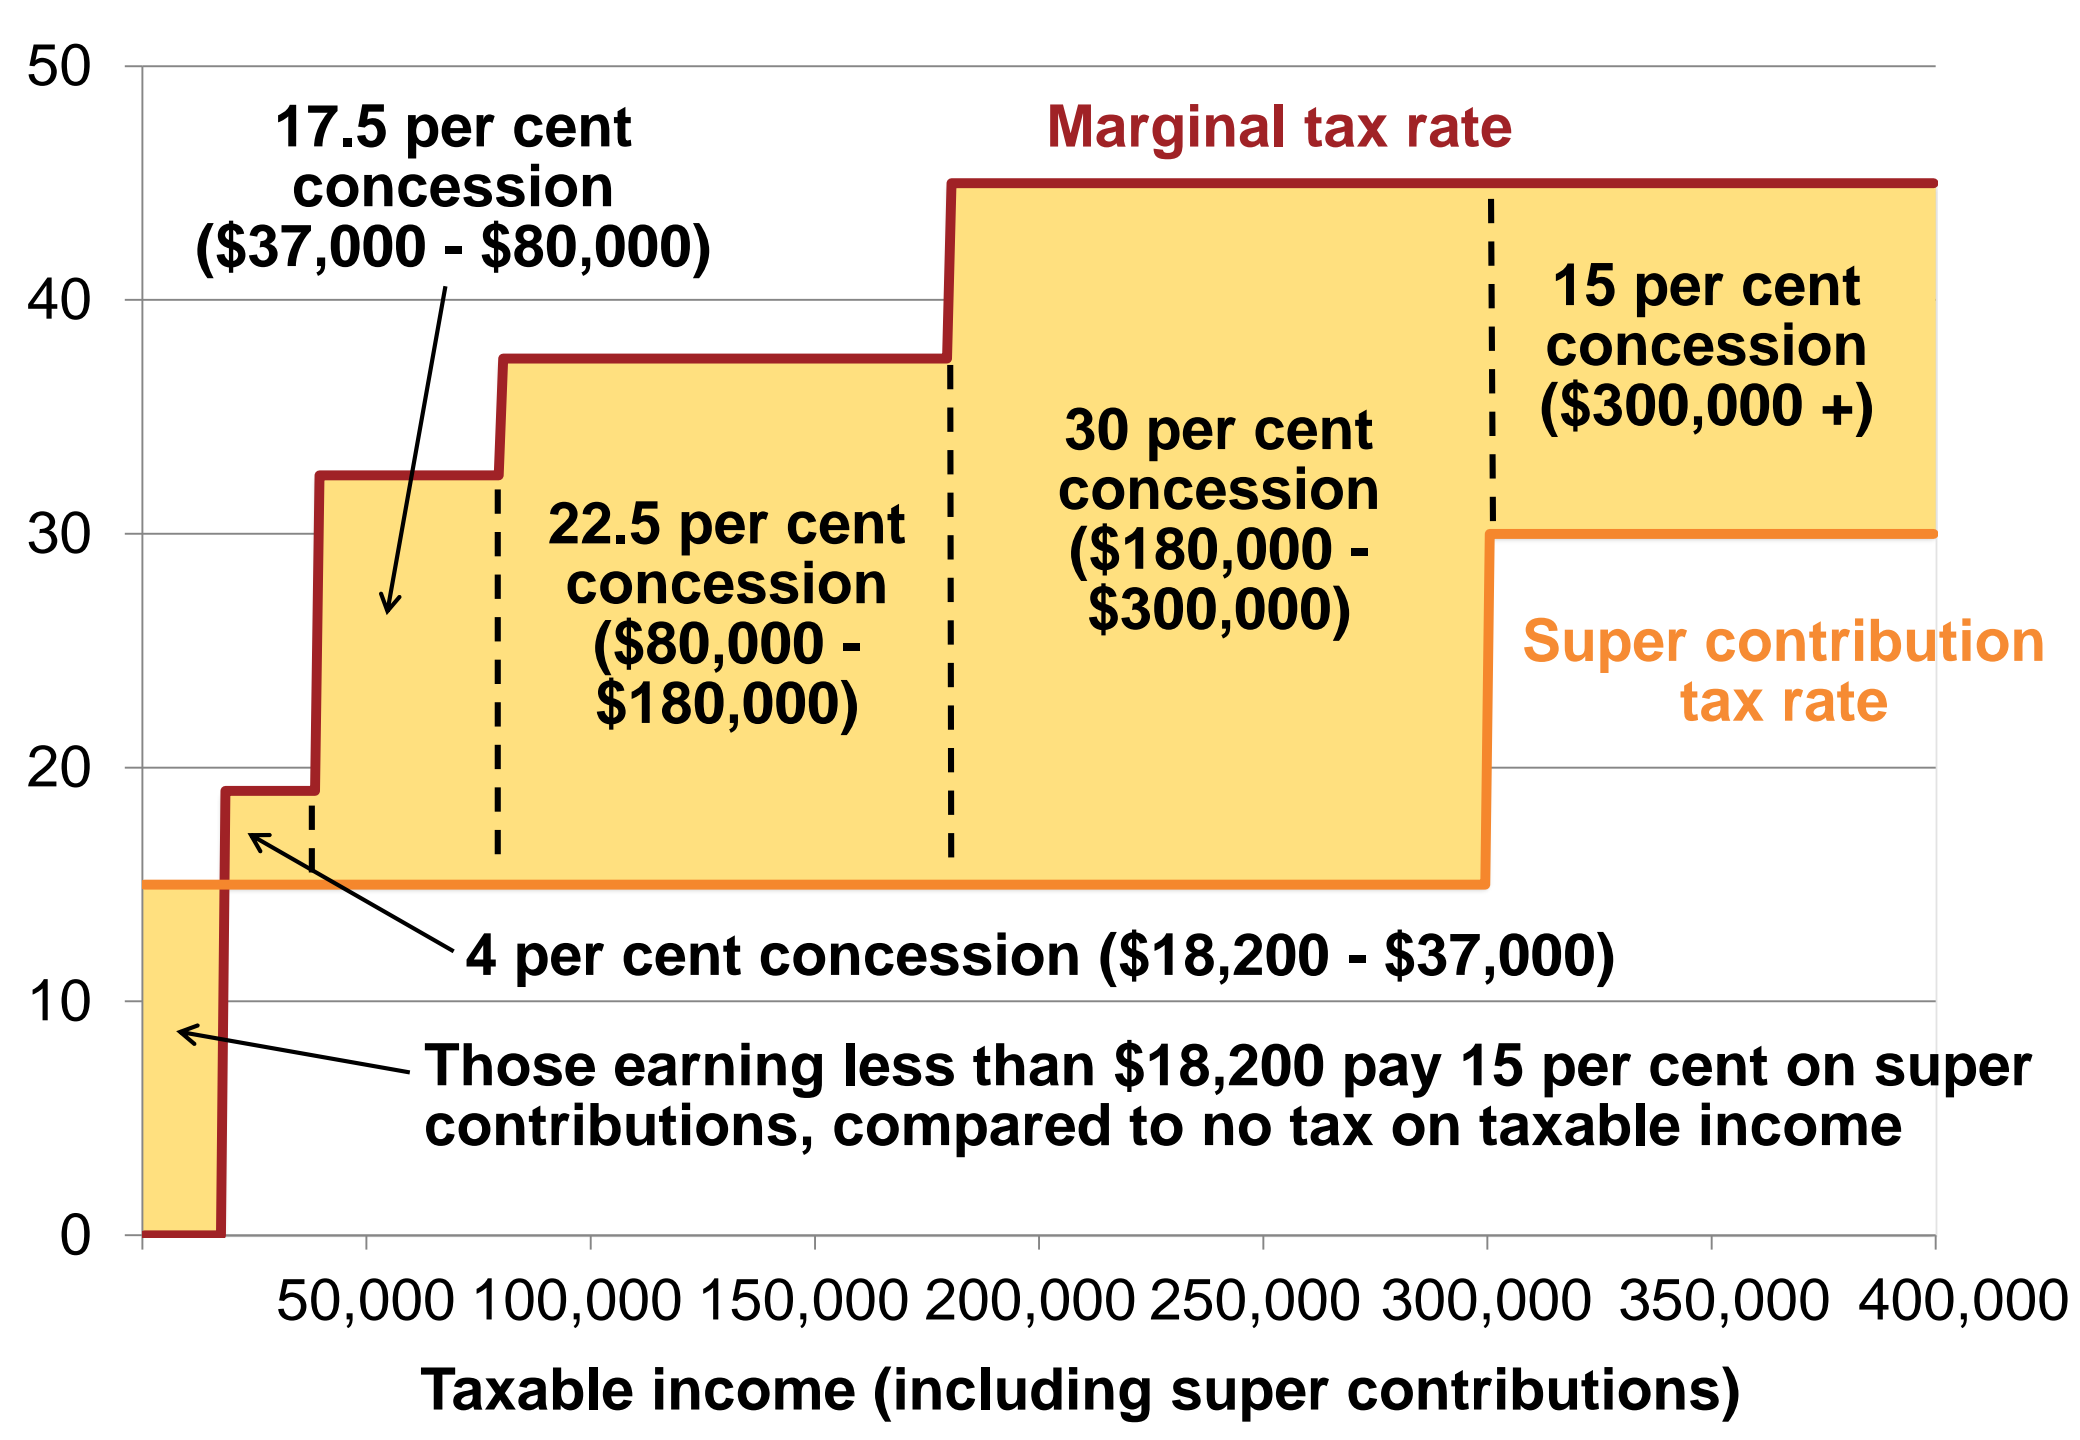 50
17.5 per cent
concession
($37,000 - $80,000)
Marginal tax rate
40
15 per cent
concession
($300,000 +)
30 per cent
concession
($180,000 -
$300,000)
30
22.5 per cent
concession
($80,000 -
$180,000)
Super contribution
tax rate
20
4 per cent concession ($18,200 - $37,000)
10
Those earning less than $18,200 pay 15 per cent on super
contributions, compared to no tax on taxable income
0
50,000 100,000 150,000 200,000 250,000 300,000 350,000 400,000
Taxable income (including super contributions)